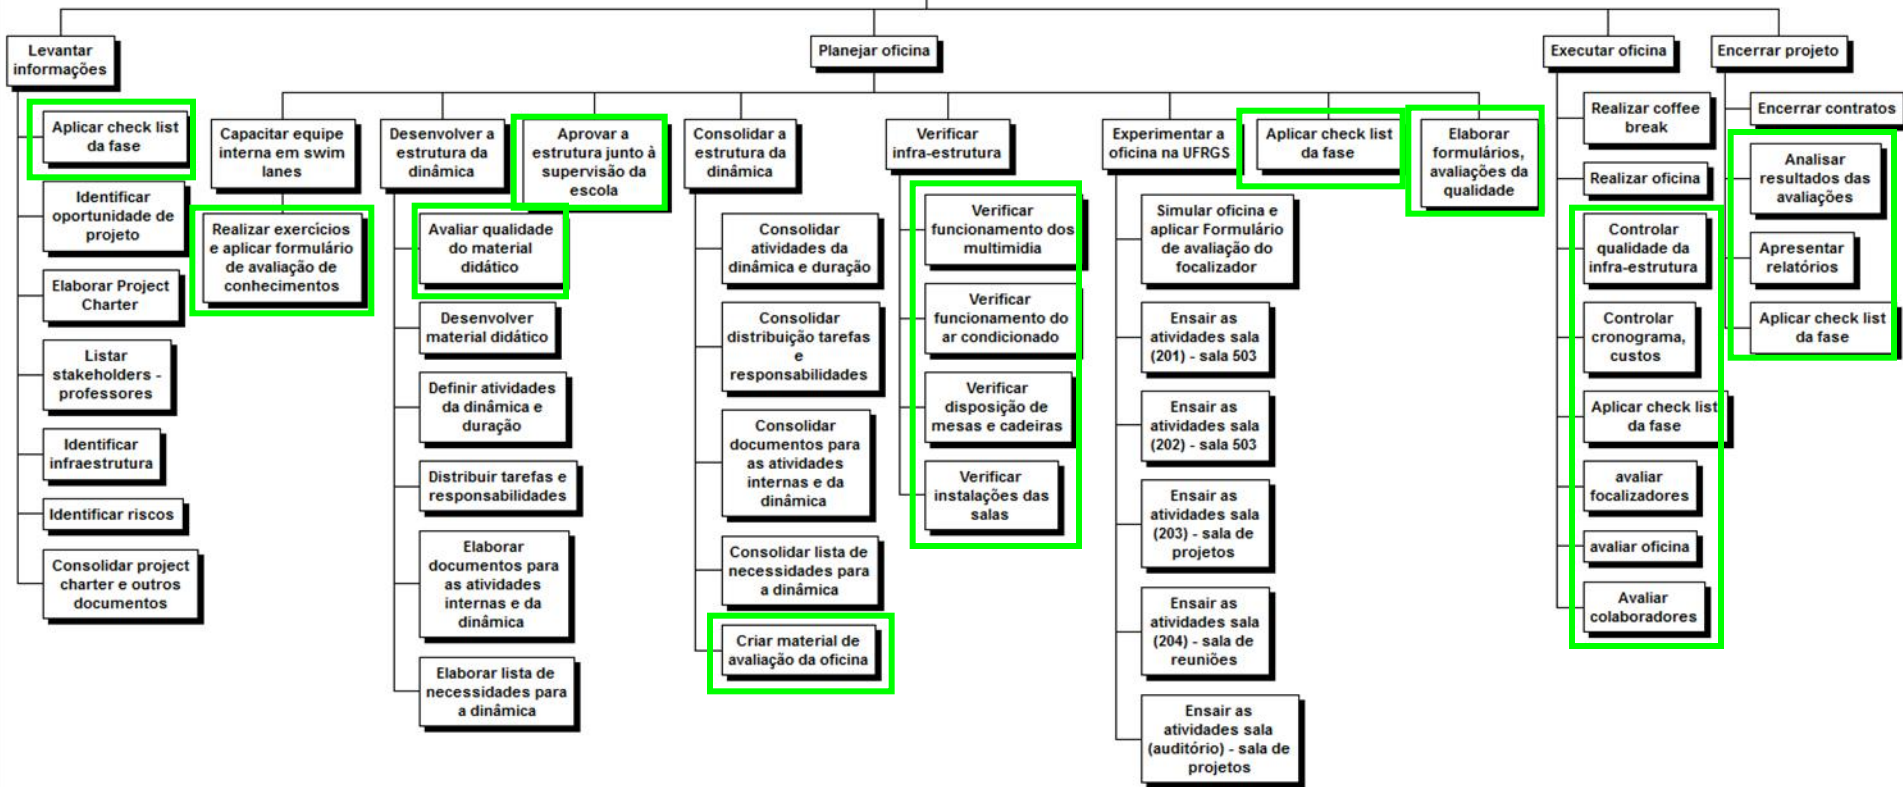 Levantar
informações
Planejar oficina
Executar oficina
Encerrar projeto
Aplicar check list
da fase
Identificar
oportunidade de
projeto
Elaborar Project
Charter
Listar
stakeholders -
professores
Identificar
infraestrutura
Identificar riscos
Consolidar project
charter e outros
documentos
Capacitar equipe
interna em swim
lanes
Realizar exercícios
e aplicar formulário
de avaliação de
conhecimentos
Desenvolver a
estrutura da
dinâmica
Avaliar qualidade
do material
didático
Desenvolver
material didático
Definir atividades
da dinâmica e
duração
Distribuir tarefas e
responsabilidades
Elaborar
documentos para
as atividades
internas e da
dinâmica
Elaborar lista de
necessidades para
a dinâmica
Aprovar a
estrutura junto à
supervisão da
escola
Consolidar a
estrutura da
dinâmica
Consolidar
atividades da
dinâmica e duração
Consolidar
distribuição tarefas
e
responsabilidades
Consolidar
documentos para
as atividades
internas e da
dinâmica
Consolidar lista de
necessidades para
a dinâmica
Criar material de
avaliação da oficina
Verificar
infra-estrutura
Verificar
funcionamento dos
multimidia
Verificar
funcionamento do
ar condicionado
Verificar
disposição de
mesas e cadeiras
Verificar
instalações das
salas
Experimentar a
oficina na UFRGS
Simular oficina e
aplicar Formulário
de avaliação do
focalizador
Ensair as
atividades sala
(201) - sala 503
Ensair as
atividades sala
(202) - sala 503
Ensair as
atividades sala
(203) - sala de
projetos
Ensair as
atividades sala
(204) - sala de
reuniões
Ensair as
atividades sala
(auditório) - sala de
projetos
Aplicar check list
da fase
Elaborar
formulários,
avaliações da
qualidade
Realizar coffee
break
Realizar oficina
Controlar
qualidade da
infra-estrutura
Controlar
cronograma,
custos
Aplicar check list
da fase
avaliar
focalizadores
avaliar oficina
Avaliar
colaboradores
Encerrar contratos
Analisar
resultados das
avaliações
Apresentar
relatórios
Aplicar check list
da fase